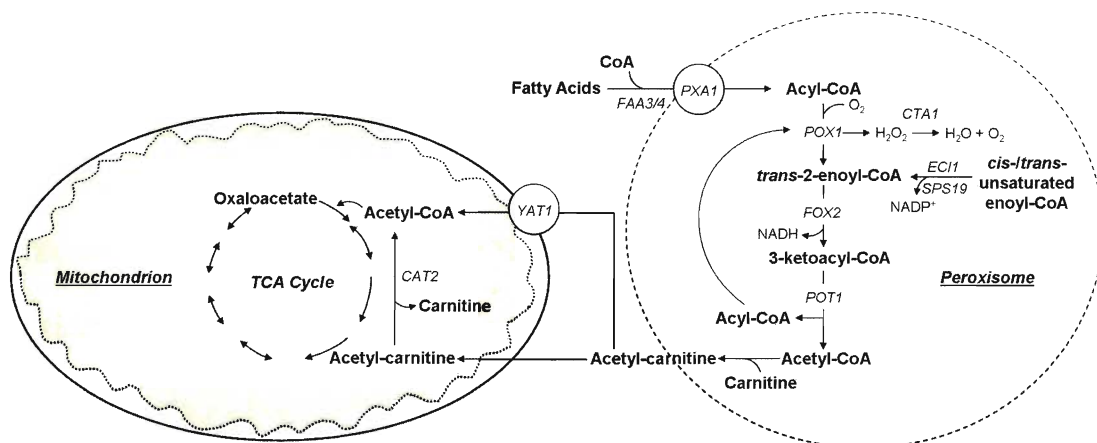 CoA
Fatty Acids
FAA3/4
PXA1
Acyl-CoA
O₂
POX1
H₂O₂
CTA1
H₂O + O₂
trans-2-enoyl-CoA
ECI1
SPS19
NADP⁺
cis-/trans-
unsaturated
enoyl-CoA
FOX2
NADH
3-ketoacyl-CoA
POT1
Peroxisome
Acyl-CoA
Acetyl-CoA
Carnitine
Acetyl-carnitine
YAT1
Oxaloacetate
Acetyl-CoA
Mitochondrion
TCA Cycle
CAT2
Carnitine
Acetyl-carnitine